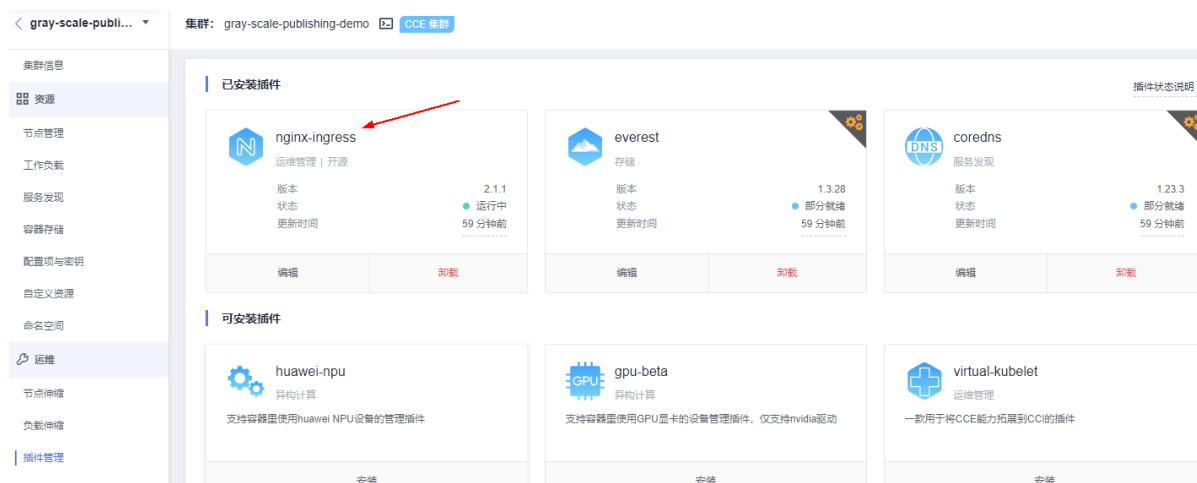 gray-scale-publi...
集群: gray-scale-publishing-demo CCE 集群
集群信息
资源
节点管理
工作负载
服务发现
容器存储
配置项与密钥
自定义资源
命名空间
运维
节点伸缩
负载伸缩
插件管理
已安装插件
插件状态说明
nginx-ingress
运维管理 | 开源
版本 2.1.1
状态 运行中
更新时间 59 分钟前
编辑 卸载
everest
存储
版本 1.3.28
状态 部分就绪
更新时间 59 分钟前
编辑 卸载
DNS
coredns
服务发现
版本 1.23.3
状态 部分就绪
更新时间 59 分钟前
编辑 卸载
可安装插件
huawei-npu
异构计算
支持容器里使用huawei NPU设备的管理插件
安装
GPU
gpu-beta
异构计算
支持容器里使用GPU显卡的设备管理插件，仅支持nvidia驱动
安装
virtual-kubelet
运维管理
一款用于将CCE能力拓展到CCI的插件
安装